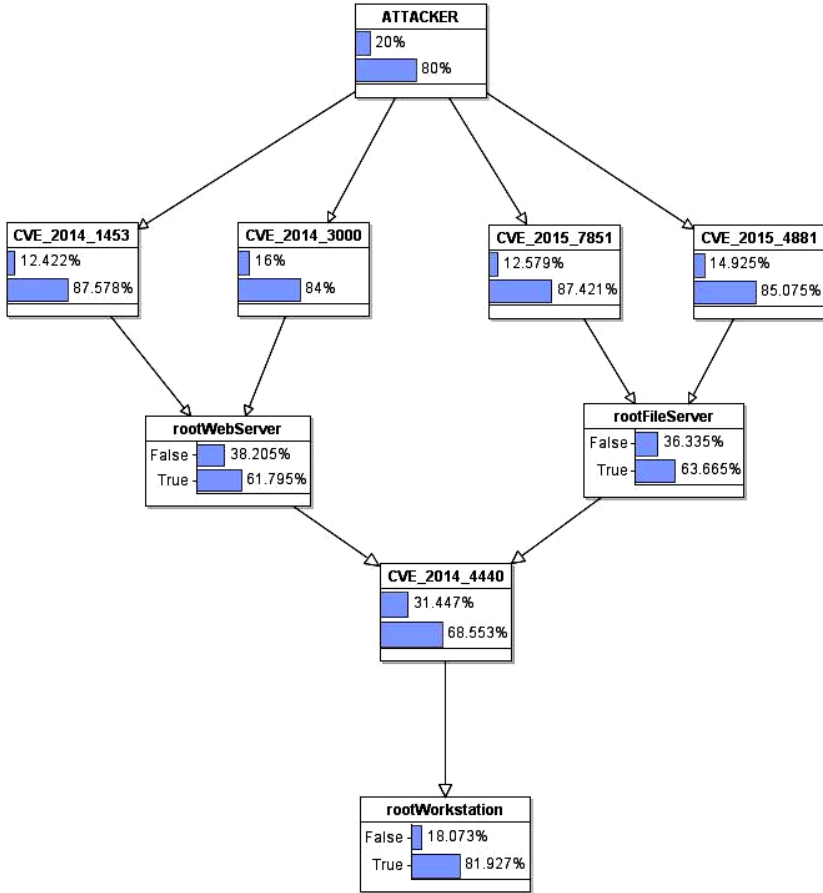 ATTACKER
20%
80%
CVE_2014_1453
12.422%
87.578%
CVE_2014_3000
16%
84%
CVE_2015_7851
12.579%
87.421%
CVE_2015_4881
14.925%
85.075%
rootWebServer
False 38.205%
True 61.795%
rootFileServer
False 36.335%
True 63.665%
CVE_2014_4440
31.447%
68.553%
rootWorkstation
False 18.073%
True 81.927%